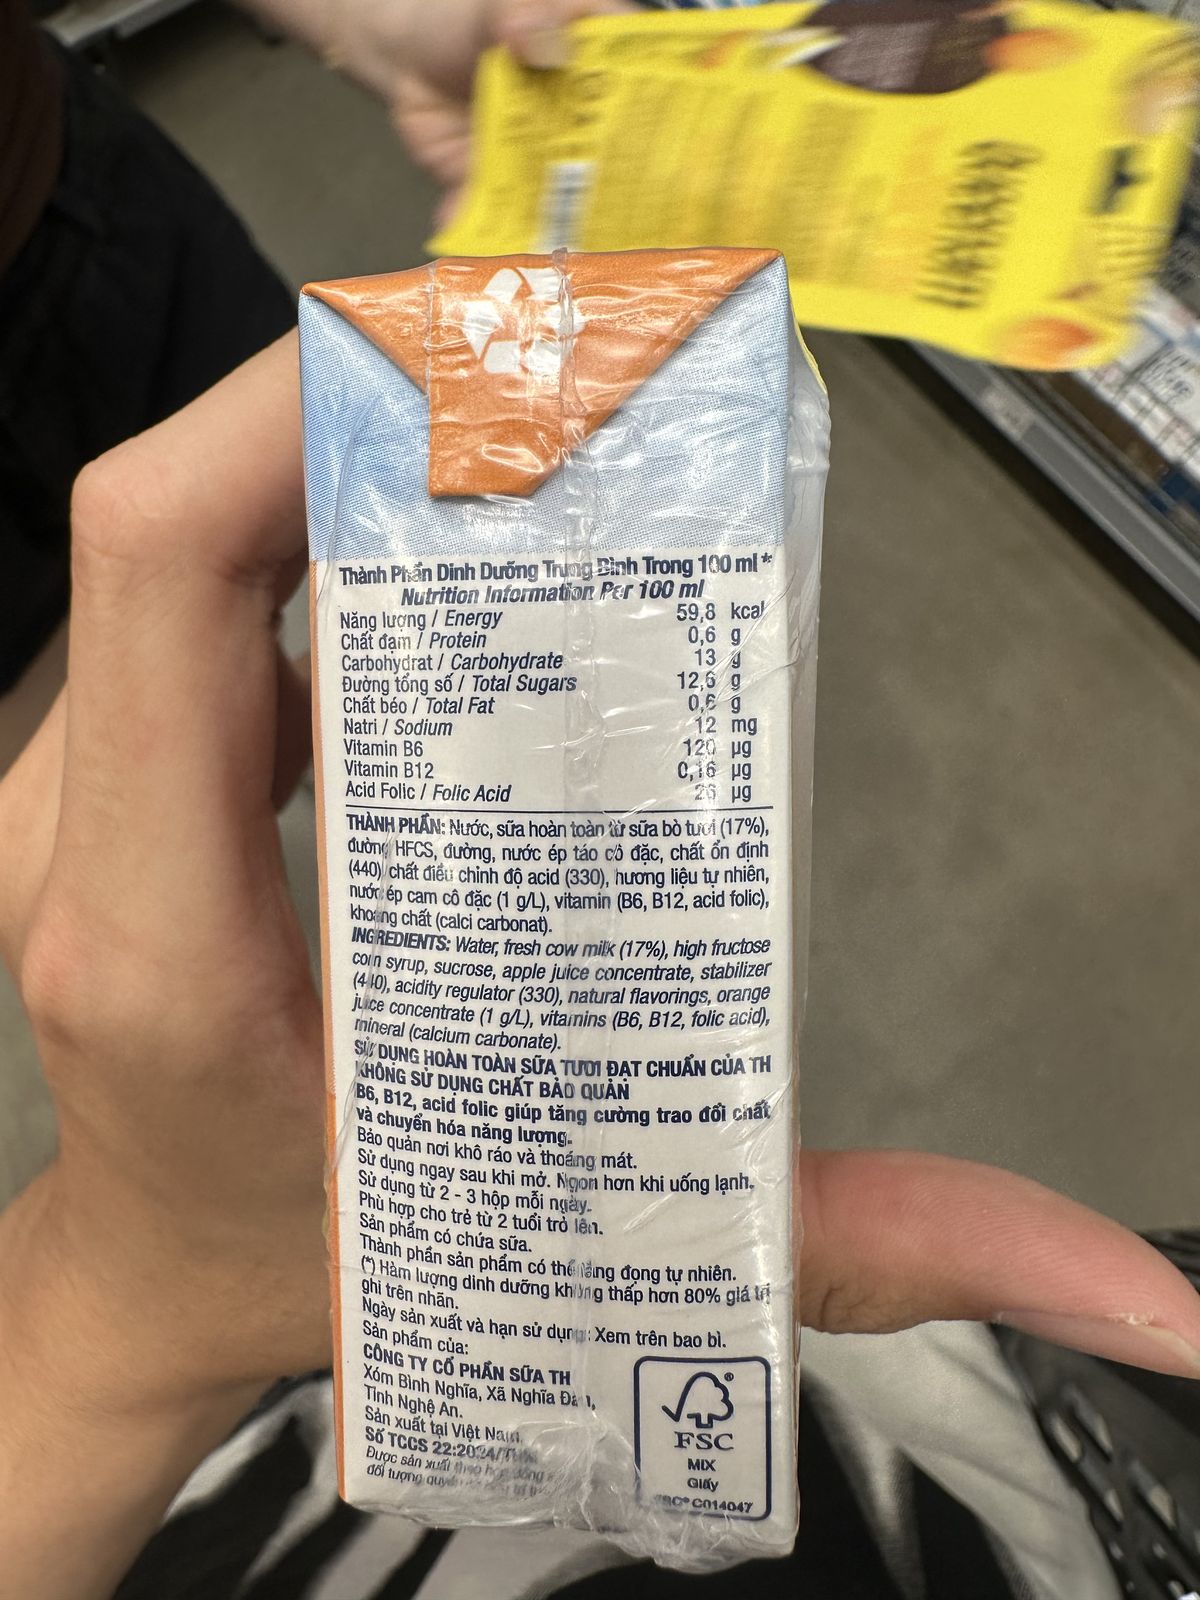 Thành Phần Dinh Dưỡng Trung Bình Trong 100 ml *
Nutrition Information Per 100 ml
Năng lượng / Energy 59,8 kcal
Chất đạm / Protein 0,6 g
Carbohydrat / Carbohydrate 13 g
Đường tổng số / Total Sugars 12,6 g
Chất béo / Total Fat 0,6 g
Natri / Sodium 12 mg
Vitamin B6 120 µg
Vitamin B12 0,16 µg
Acid Folic / Folic Acid 26 µg
THÀNH PHẦN: Nước, sữa hoàn toàn từ sữa bò tươi (17%),
đường HFCS, đường, nước ép táo cô đặc, chất ổn định
(440), chất điều chỉnh độ acid (330), hương liệu tự nhiên,
nước ép cam cô đặc (1 g/L), vitamin (B6, B12, acid folic),
khoáng chất (calci carbonat).
INGREDIENTS: Water, fresh cow milk (17%), high fructose
corn syrup, sucrose, apple juice concentrate, stabilizer
(440), acidity regulator (330), natural flavorings, orange
juice concentrate (1 g/L), vitamins (B6, B12, folic acid),
mineral (calcium carbonate).
SỬ DỤNG HOÀN TOÀN SỮA TƯƠI ĐẠT CHUẨN CỦA TH
KHÔNG SỬ DỤNG CHẤT BẢO QUẢN
B6, B12, acid folic giúp tăng cường trao đổi chất
và chuyển hóa năng lượng.
Bảo quản nơi khô ráo và thoáng mát.
Sử dụng ngay sau khi mở. Ngon hơn khi uống lạnh.
Sử dụng từ 2 - 3 hộp mỗi ngày.
Phù hợp cho trẻ từ 2 tuổi trở lên.
Sản phẩm có chứa sữa.
Thành phần sản phẩm có thể lắng đọng tự nhiên.
(*) Hàm lượng dinh dưỡng không thấp hơn 80% giá trị
ghi trên nhãn.
Ngày sản xuất và hạn sử dụng: Xem trên bao bì.
Sản phẩm của:
CÔNG TY CỔ PHẦN SỮA TH
Xóm Bình Nghĩa, Xã Nghĩa Đàn,
Tỉnh Nghệ An.
Sản xuất tại Việt Nam.
Số TCCS 22:2024/
Được sản xuất theo
đối tượng quyền
FSC
MIX
Giấy
FSC® C014047